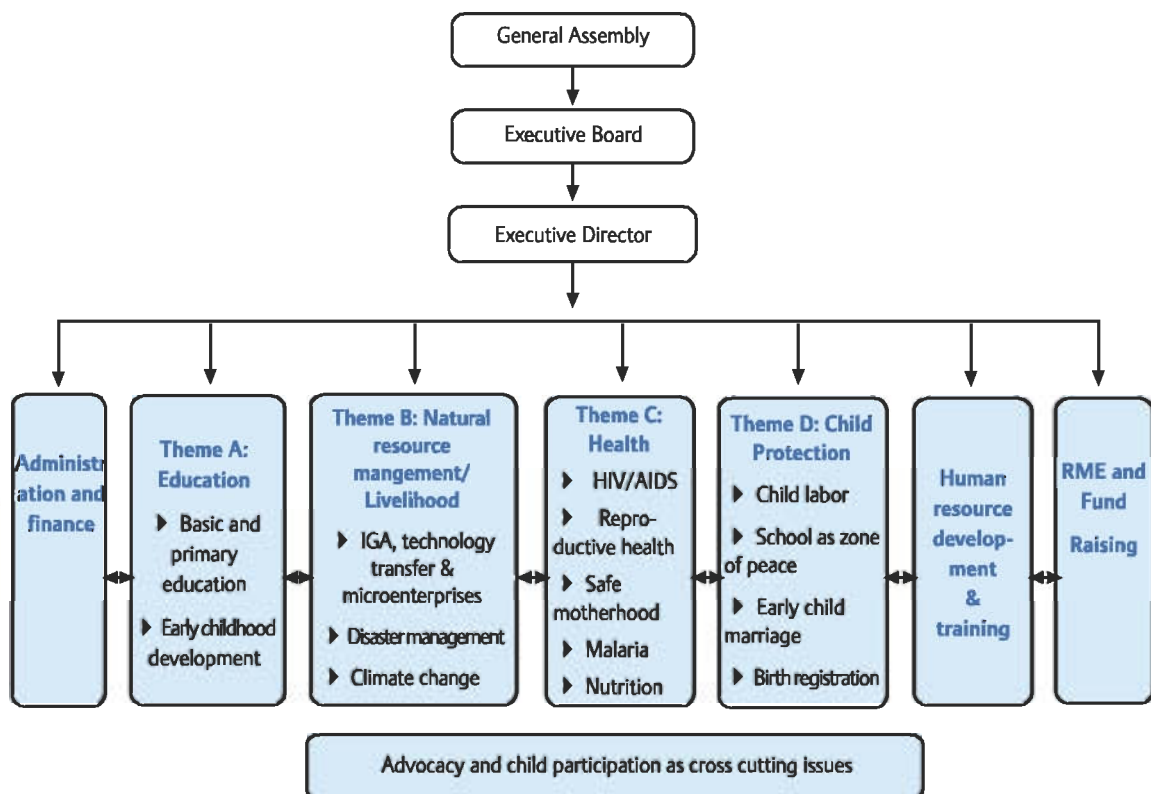 General Assembly
Executive Board
Executive Director
Administr
ation and
finance
Theme A:
Education
Basic and
primary
education
Early childhood
development
Theme B: Natural
resource
mangement/
Livelihood
IGA, technology
transfer &
microenterprises
Disaster management
Climate change
Theme C:
Health
HIV/AIDS
Repro-
ductive health
Safe
motherhood
Malaria
Nutrition
Theme D: Child
Protection
Child labor
School as zone
of peace
Early child
marriage
Birth registration
Human
resource
develop-
ment
&
training
RME and
Fund
Raising
Advocacy and child participation as cross cutting issues